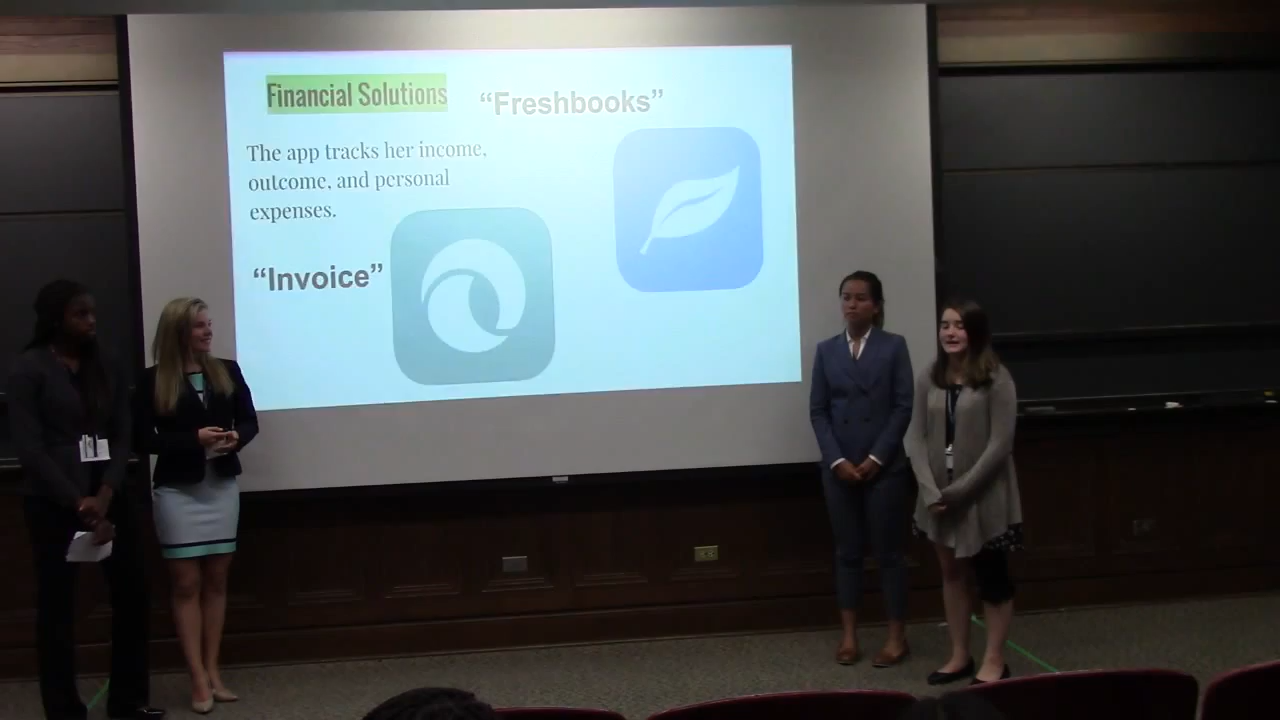 Financial Solutions
“Freshbooks”
The app tracks her income,
outcome, and personal
expenses.
“Invoice”